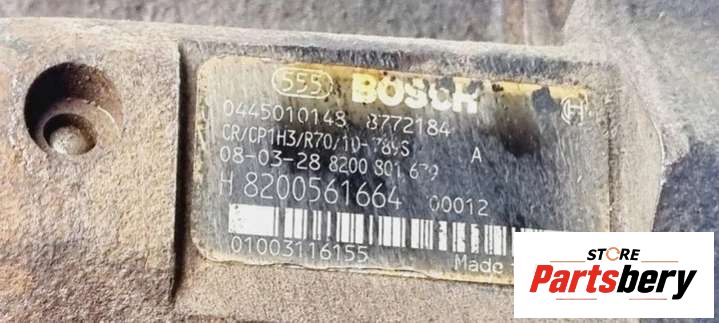 555 BOSCH
0445010148 8772184
CR/CP1H3/R70/10-789S A
08-03-28 8200 801 679
H 8200561664 00012
01003116155 Made
STORE
Partsbery